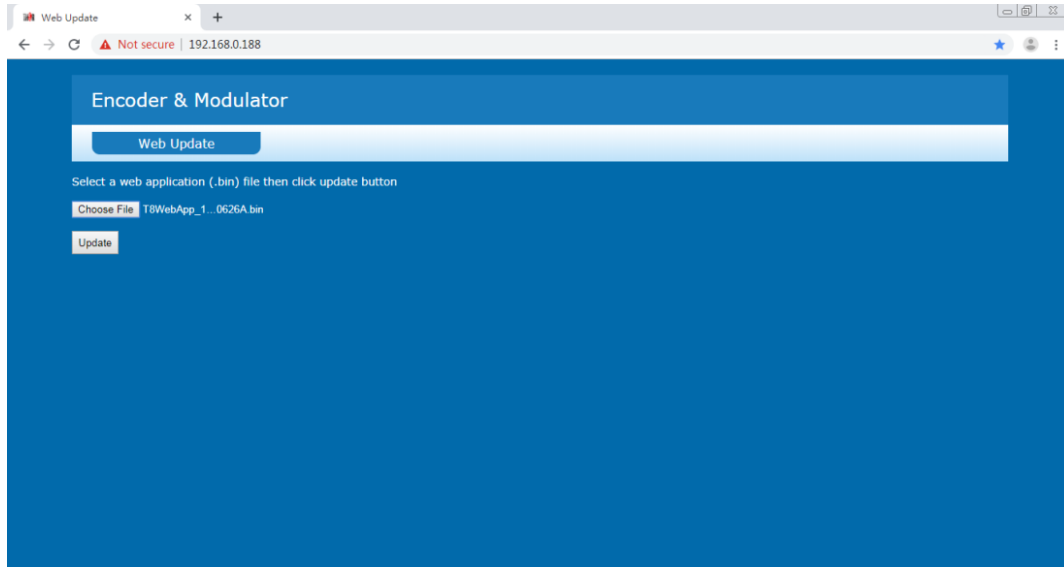 Web Update
Not secure | 192.168.0.188
Encoder & Modulator
Web Update
Select a web application (.bin) file then click update button
Choose File T8WebApp_1...0626A.bin
Update